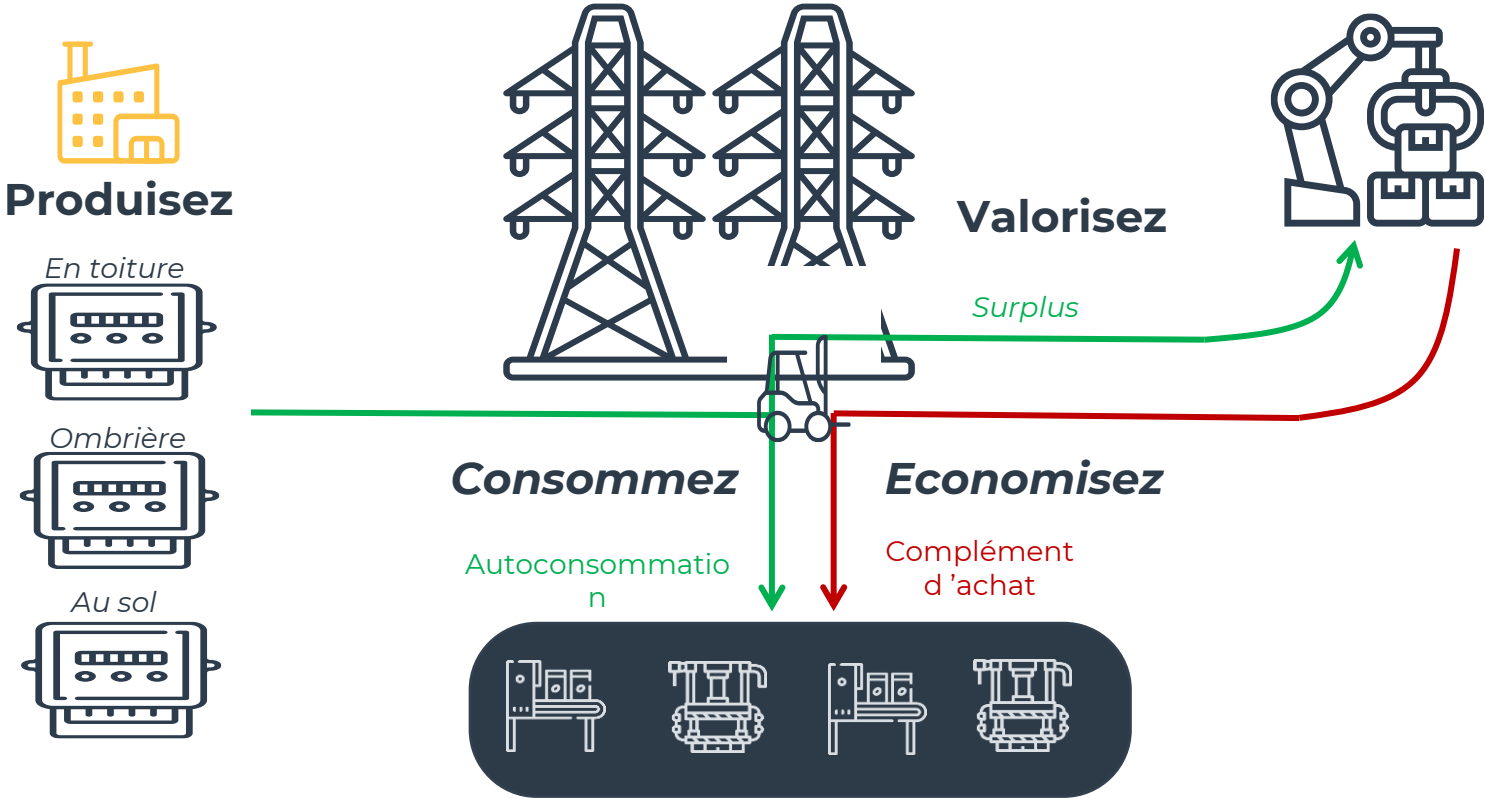 Produisez
En toiture
Ombrière
Au sol
Valorisez
Surplus
Consommez
Economisez
Autoconsommatio
n
Complément
d ’achat